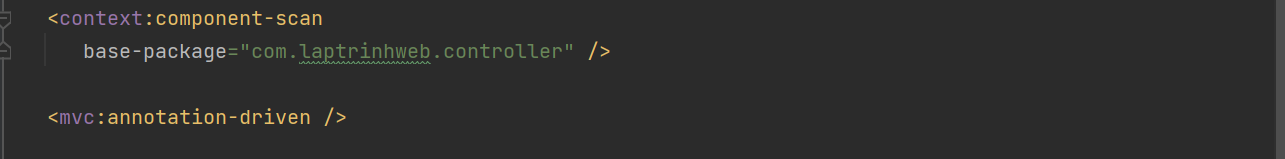 <context:component-scan
base-package="com.laptrinhweb.controller" />
<mvc:annotation-driven />